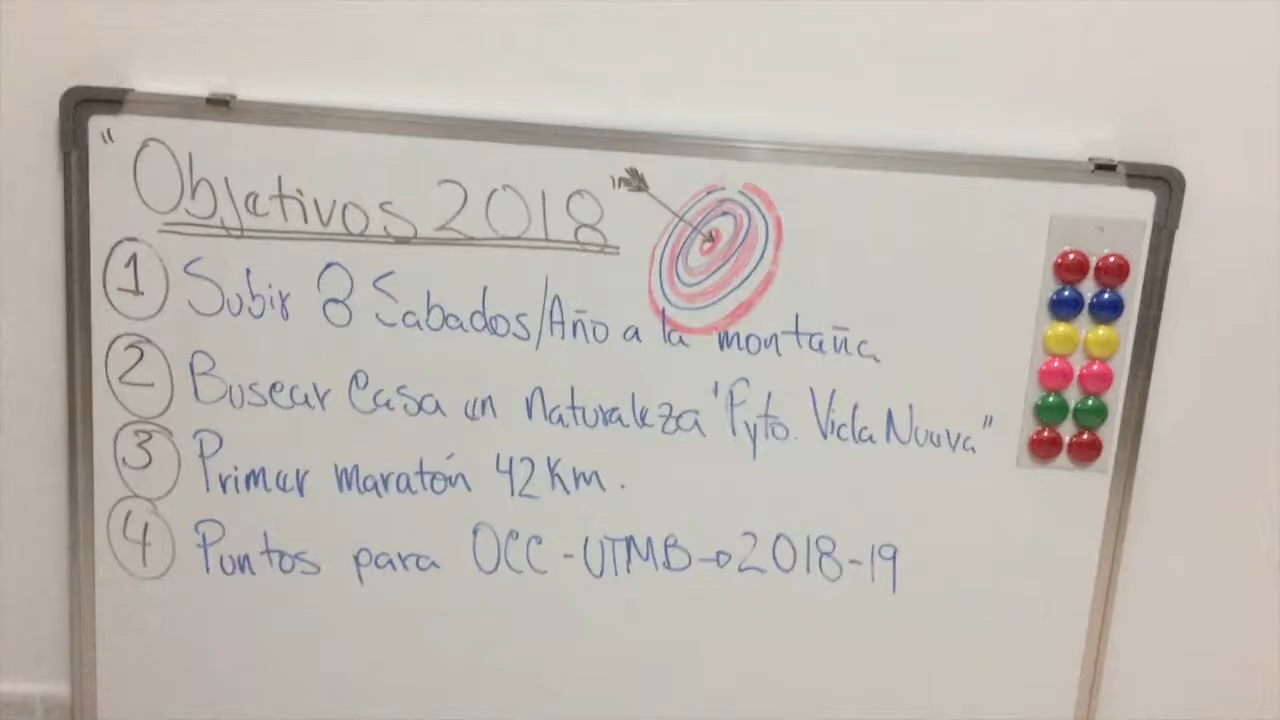 "Objetivos 2018"
1 Subir 8 Sabados/Año a la montaña
2 Buscar Casa en Naturaleza "Pyto. Vida Nueva"
3 Primer maratón 42 Km.
4 Puntos para OCC - UTMB → 2018-19